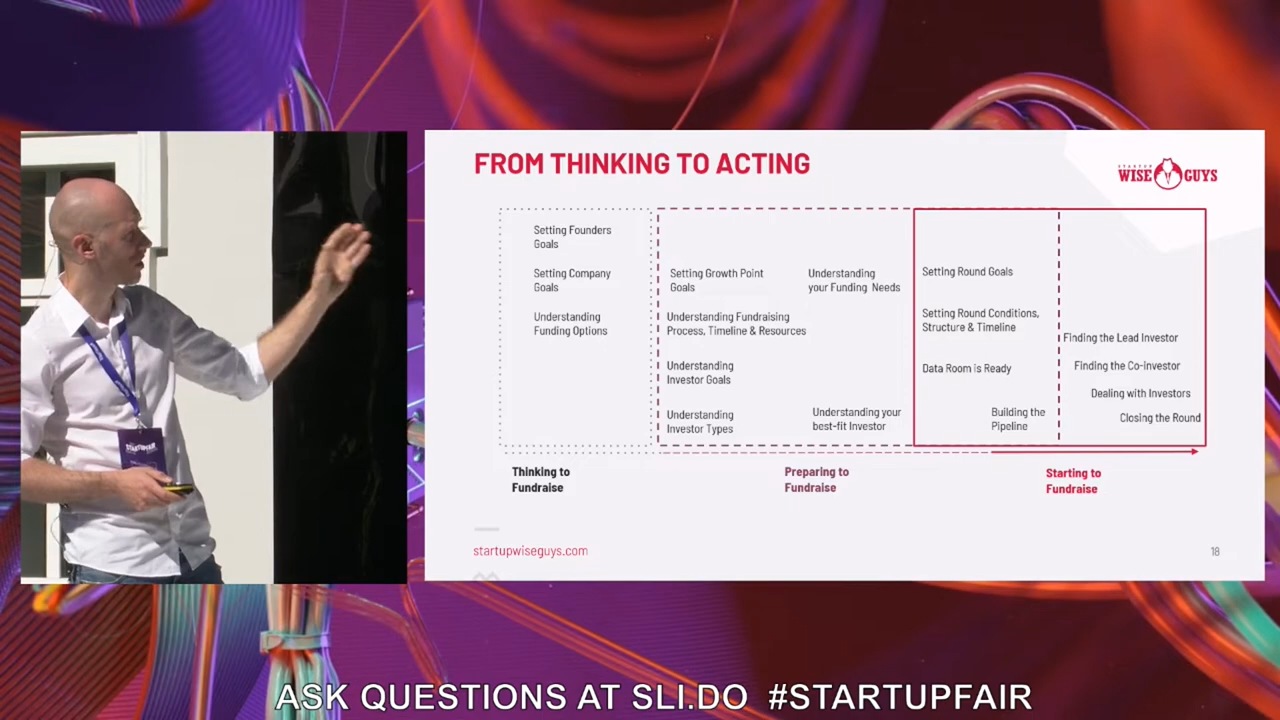 FROM THINKING TO ACTING
STARTUP
WISE GUYS
Setting Founders
Goals
Setting Company
Goals
Understanding
Funding Options
Setting Growth Point
Goals
Understanding
your Funding Needs
Understanding Fundraising
Process, Timeline & Resources
Understanding
Investor Goals
Understanding
Investor Types
Understanding your
best-fit Investor
Setting Round Goals
Setting Round Conditions,
Structure & Timeline
Data Room is Ready
Building the
Pipeline
Finding the Lead Investor
Finding the Co-investor
Dealing with Investors
Closing the Round
Thinking to
Fundraise
Preparing to
Fundraise
Starting to
Fundraise
startupwiseguys.com
18
STARTUP FAIR
ASK QUESTIONS AT SLI.DO #STARTUPFAIR